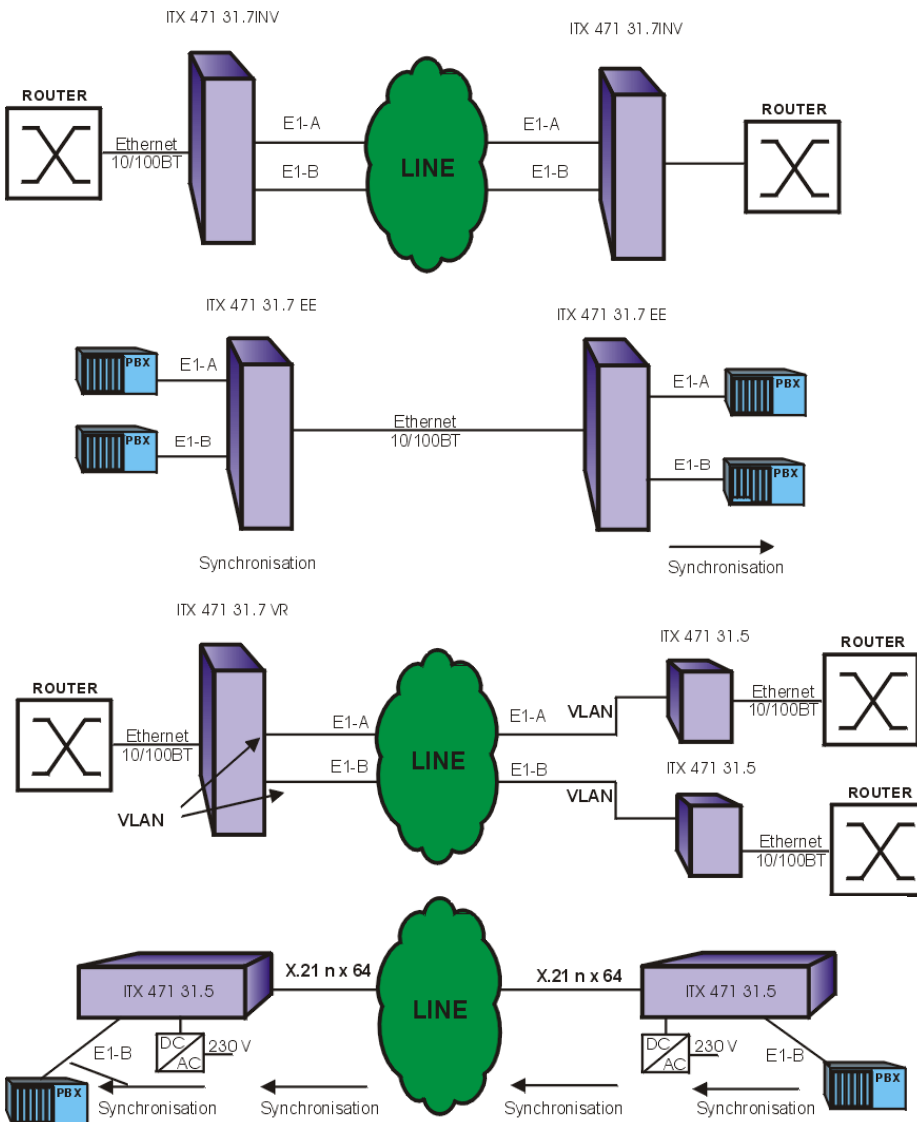 ITX 471 31.7INV
ITX 471 31.7INV
ROUTER
ROUTER
Ethernet
10/100BT
E1-A
E1-A
E1-B
E1-B
LINE
ITX 471 31.7 EE
ITX 471 31.7 EE
PBX
E1-A
E1-A
PBX
Ethernet
10/100BT
PBX
E1-B
E1-B
PBX
Synchronisation
Synchronisation
ITX 471 31.7 VR
ITX 471 31.5
ROUTER
ROUTER
Ethernet
10/100BT
E1-A
E1-A
VLAN
Ethernet
10/100BT
LINE
E1-B
E1-B
VLAN
ITX 471 31.5
VLAN
ROUTER
Ethernet
10/100BT
ITX 471 31.5
X.21 n x 64
LINE
X.21 n x 64
ITX 471 31.5
E1-B
DC
AC
230 V
DC
AC
230 V
E1-B
PBX
PBX
Synchronisation
Synchronisation
Synchronisation
Synchronisation